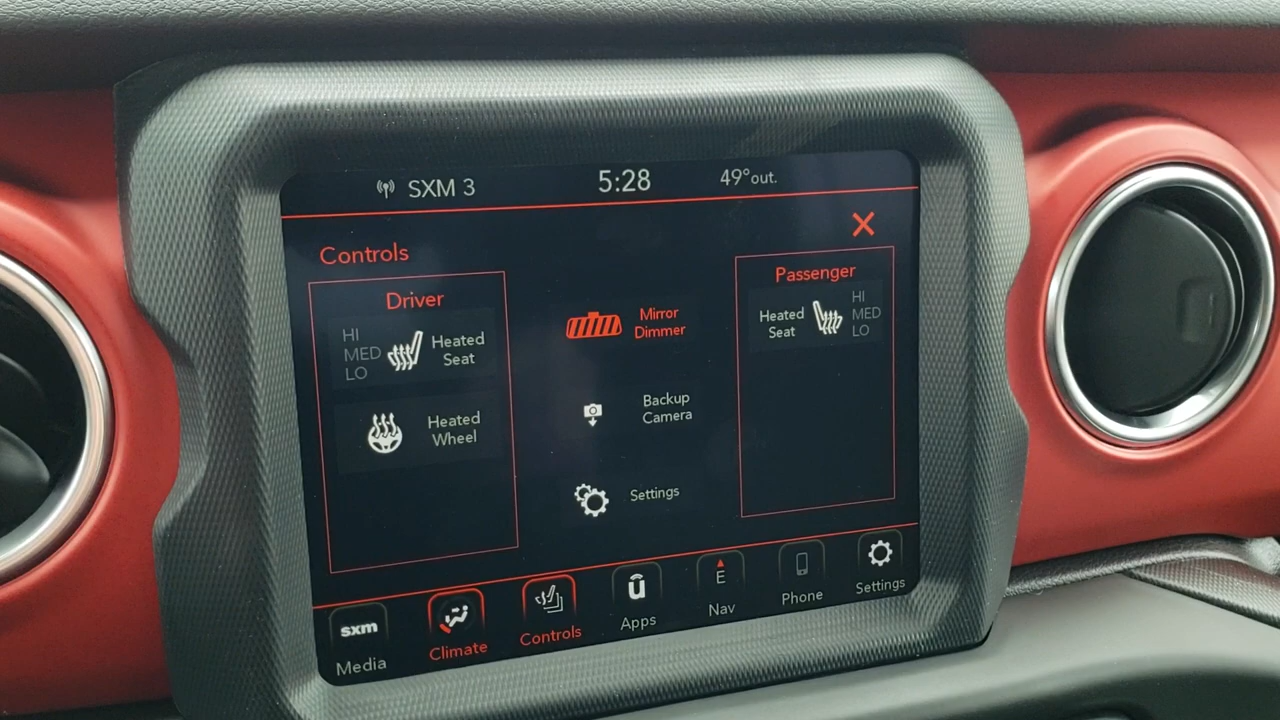 SXM 3 5:28 49°out.
Controls
Driver
HI
MED
LO
Heated
Seat
Heated
Wheel
Mirror
Dimmer
Backup
Camera
Settings
Passenger
Heated
Seat
HI
MED
LO
sxm
Media
Climate
Controls
ū
Apps
E
Nav
Phone
Settings